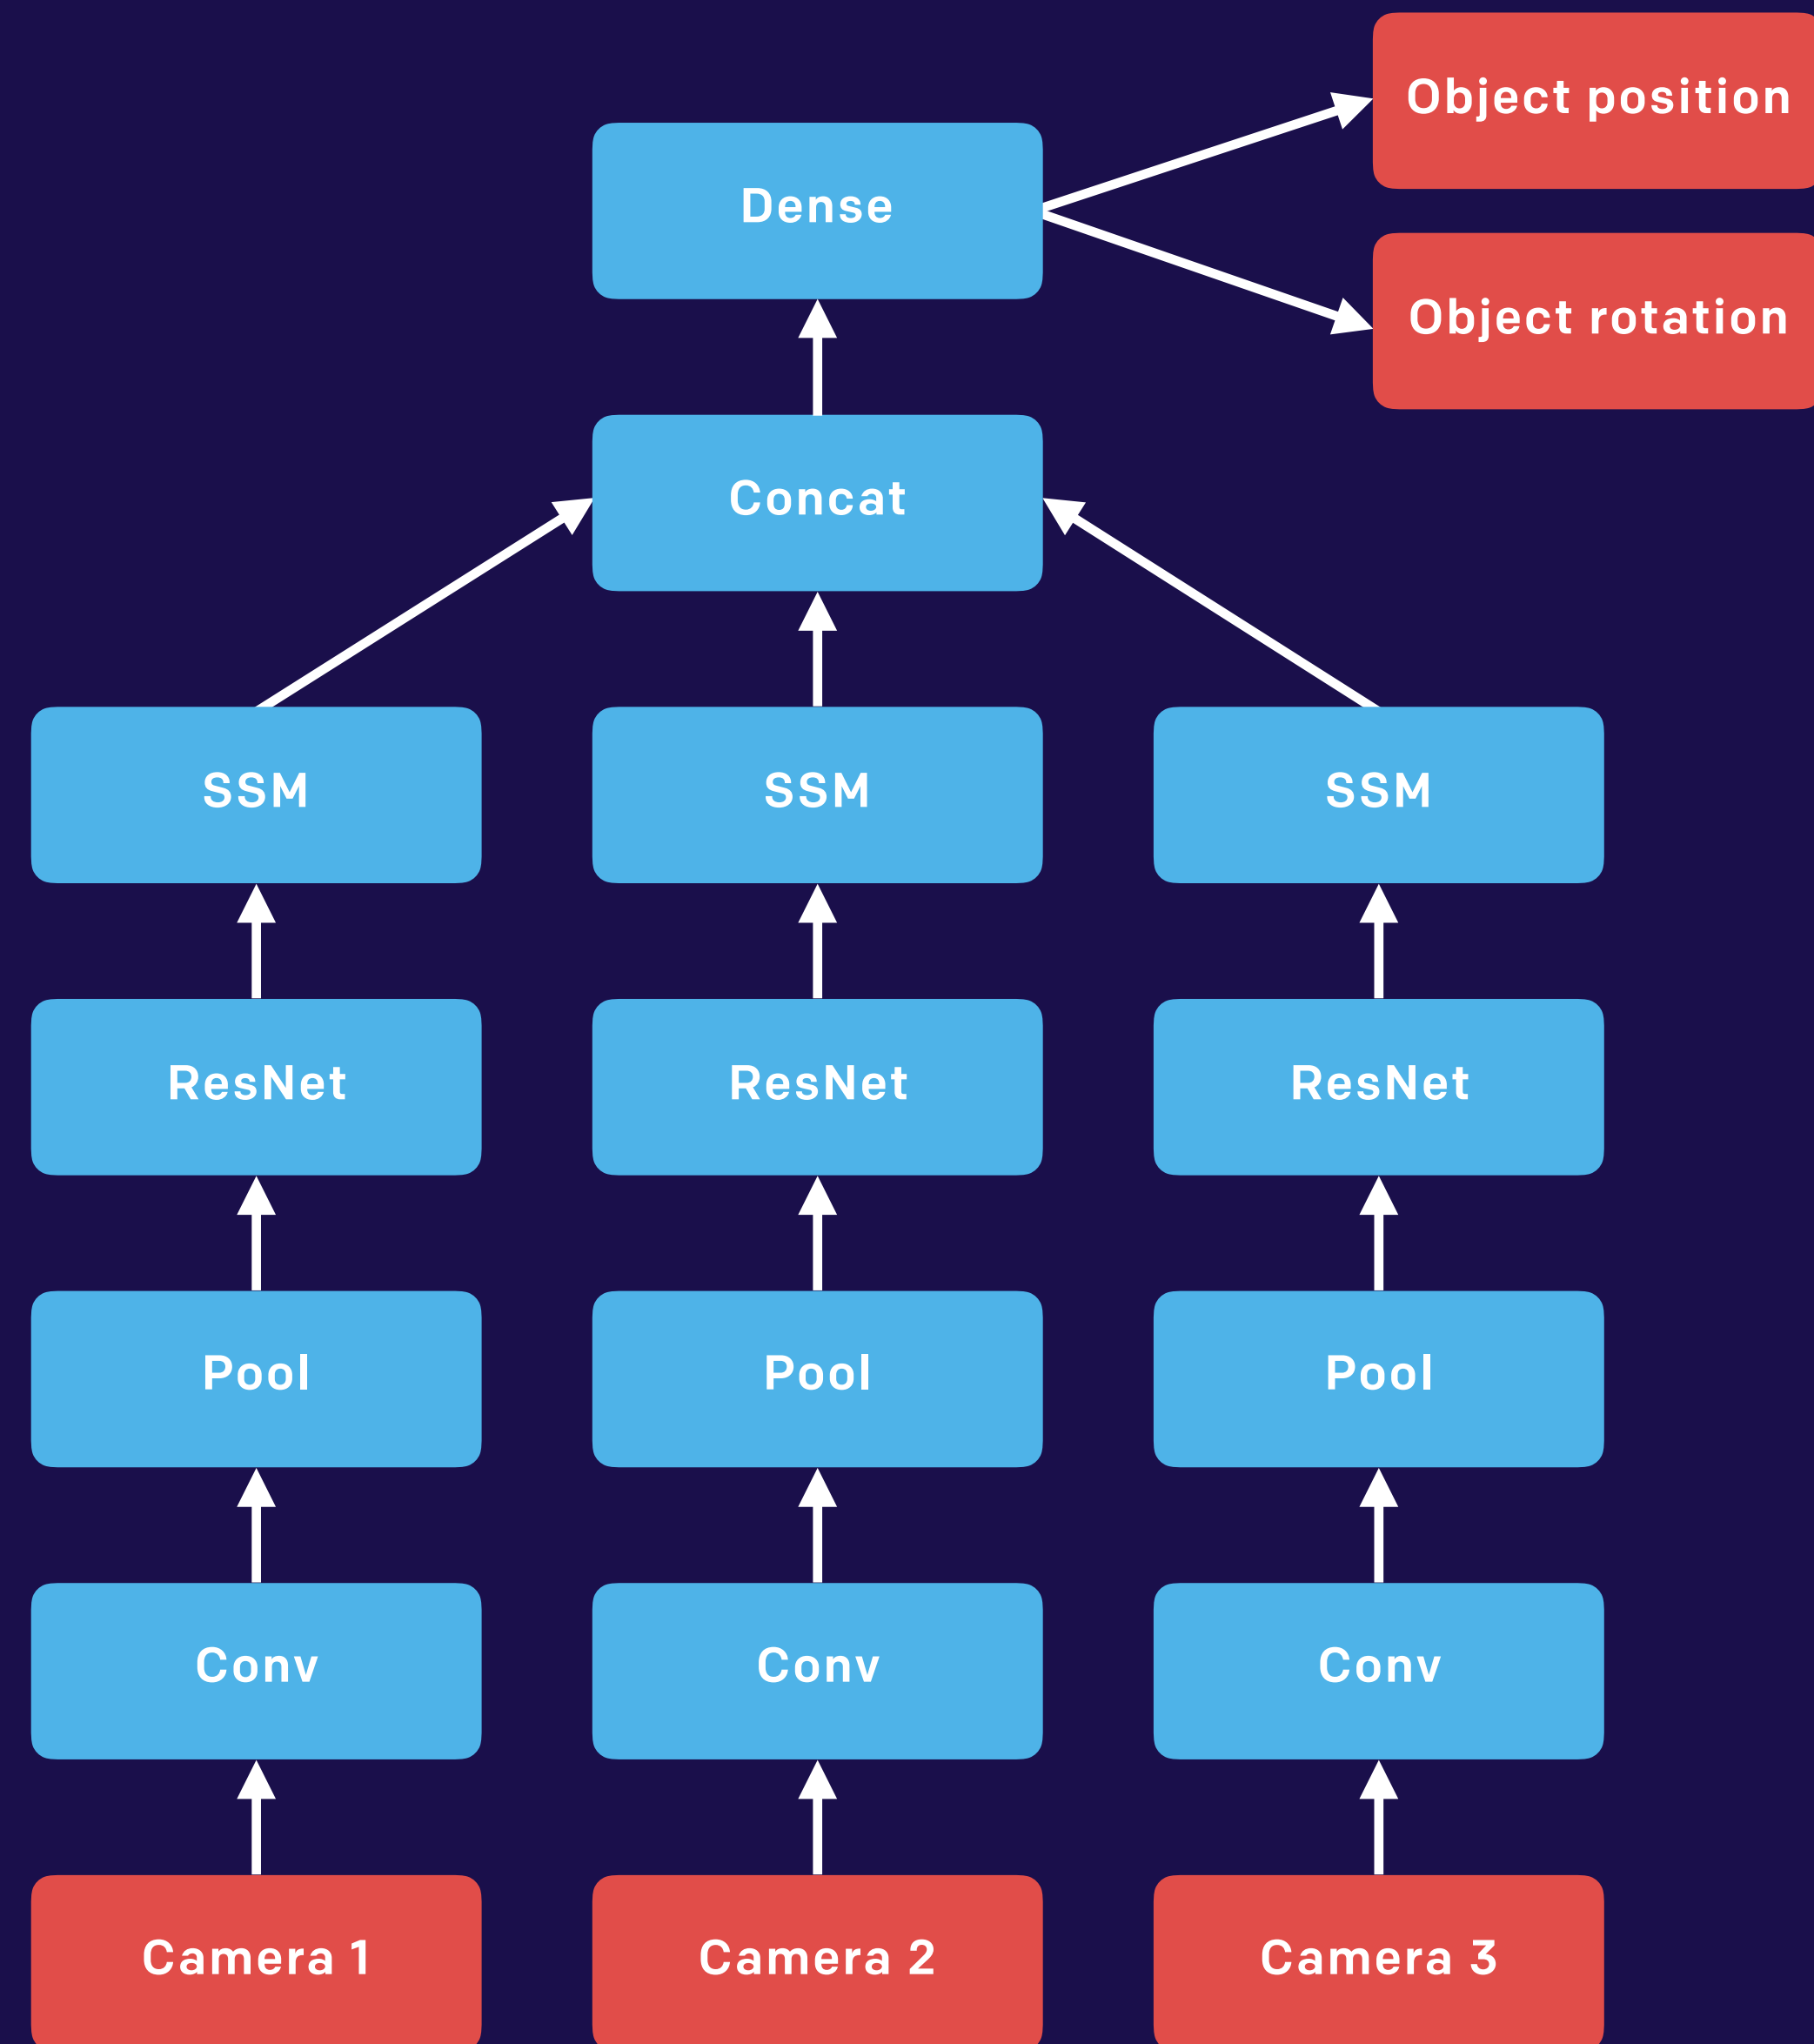 Object position
Dense
Object rotation
Concat
SSM
SSM
SSM
ResNet
ResNet
ResNet
Pool
Pool
Pool
Conv
Conv
Conv
Camera 1
Camera 2
Camera 3